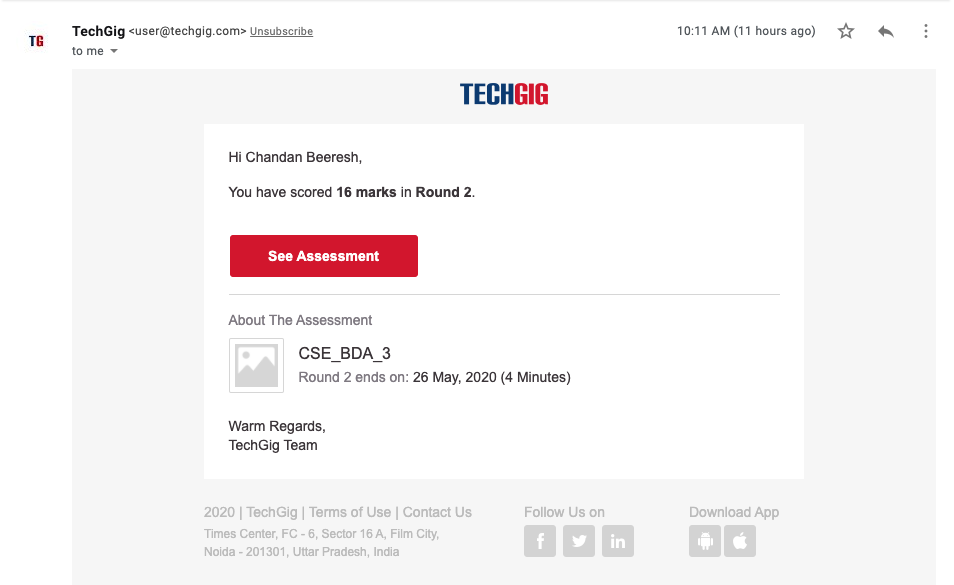 TG
TechGig <user@techgig.com> Unsubscribe
10:11 AM (11 hours ago)
to me
TECHGIG
Hi Chandan Beeresh,
You have scored 16 marks in Round 2.
See Assessment
About The Assessment
CSE_BDA_3
Round 2 ends on: 26 May, 2020 (4 Minutes)
Warm Regards,
TechGig Team
2020 | TechGig | Terms of Use | Contact Us
Times Center, FC - 6, Sector 16 A, Film City,
Noida - 201301, Uttar Pradesh, India
Follow Us on
Download App